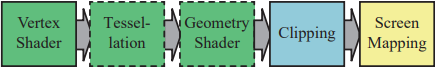 Vertex
Shader
Tessel-
lation
Geometry
Shader
Clipping
Screen
Mapping